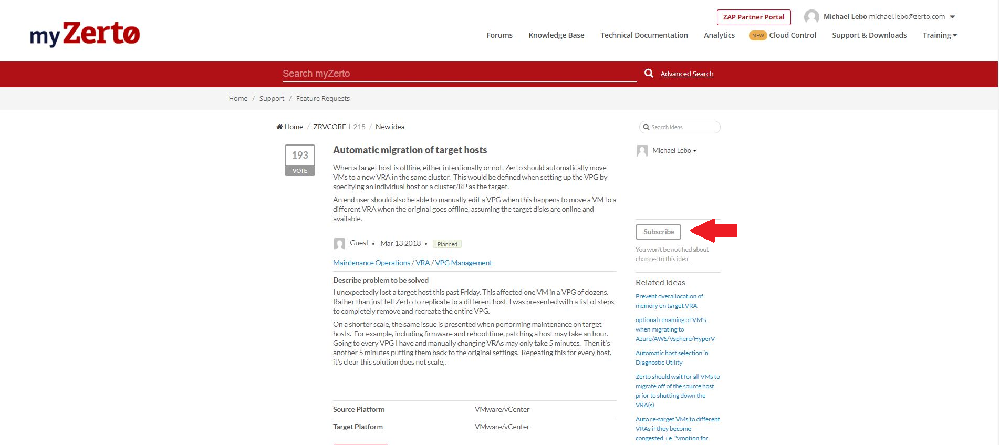 ZAP Partner Portal
Michael Lebo michael.lebo@zerto.com
myZerto
Forums
Knowledge Base
Technical Documentation
Analytics
NEW Cloud Control
Support & Downloads
Training
Search myZerto
Advanced Search
Home / Support / Feature Requests
Home / ZRVCORE-I-215 / New idea
Search ideas
193
VOTE
Automatic migration of target hosts
When a target host is offline, either intentionally or not, Zerto should automatically move
VMs to a new VRA in the same cluster. This would be defined when setting up the VPG by
specifying an individual host or a cluster/RP as the target.
An end user should also be able to manually edit a VPG when this happens to move a VM to a
different VRA when the original goes offline, assuming the target disks are online and
available.
Guest • Mar 13 2018 • Planned
Maintenance Operations / VRA / VPG Management
Describe problem to be solved
I unexpectedly lost a target host this past Friday. This affected one VM in a VPG of dozens.
Rather than just tell Zerto to replicate to a different host, I was presented with a list of steps
to completely remove and recreate the entire VPG.
On a shorter scale, the same issue is presented when performing maintenance on target
hosts. For example, including firmware and reboot time, patching a host may take an hour.
Going to every VPG I have and manually changing VRAs may only take 5 minutes. Then it's
another 5 minutes putting them back to the original settings. Repeating this for every host,
it's clear this solution does not scale,.
Source Platform VMware/vCenter
Target Platform VMware/vCenter
Michael Lebo
Subscribe
You won't be notified about
changes to this idea.
Related ideas
Prevent overallocation of
memory on target VRA
optional renaming of VM's
when migrating to
Azure/AWS/Vsphere/HyperV
Automatic host selection in
Diagnostic Utility
Zerto should wait for all VMs to
migrate off of the source host
prior to shutting down the
VRA(s)
Auto re-target VMs to different
VRAs if they become
congested, i.e. "vmotion for